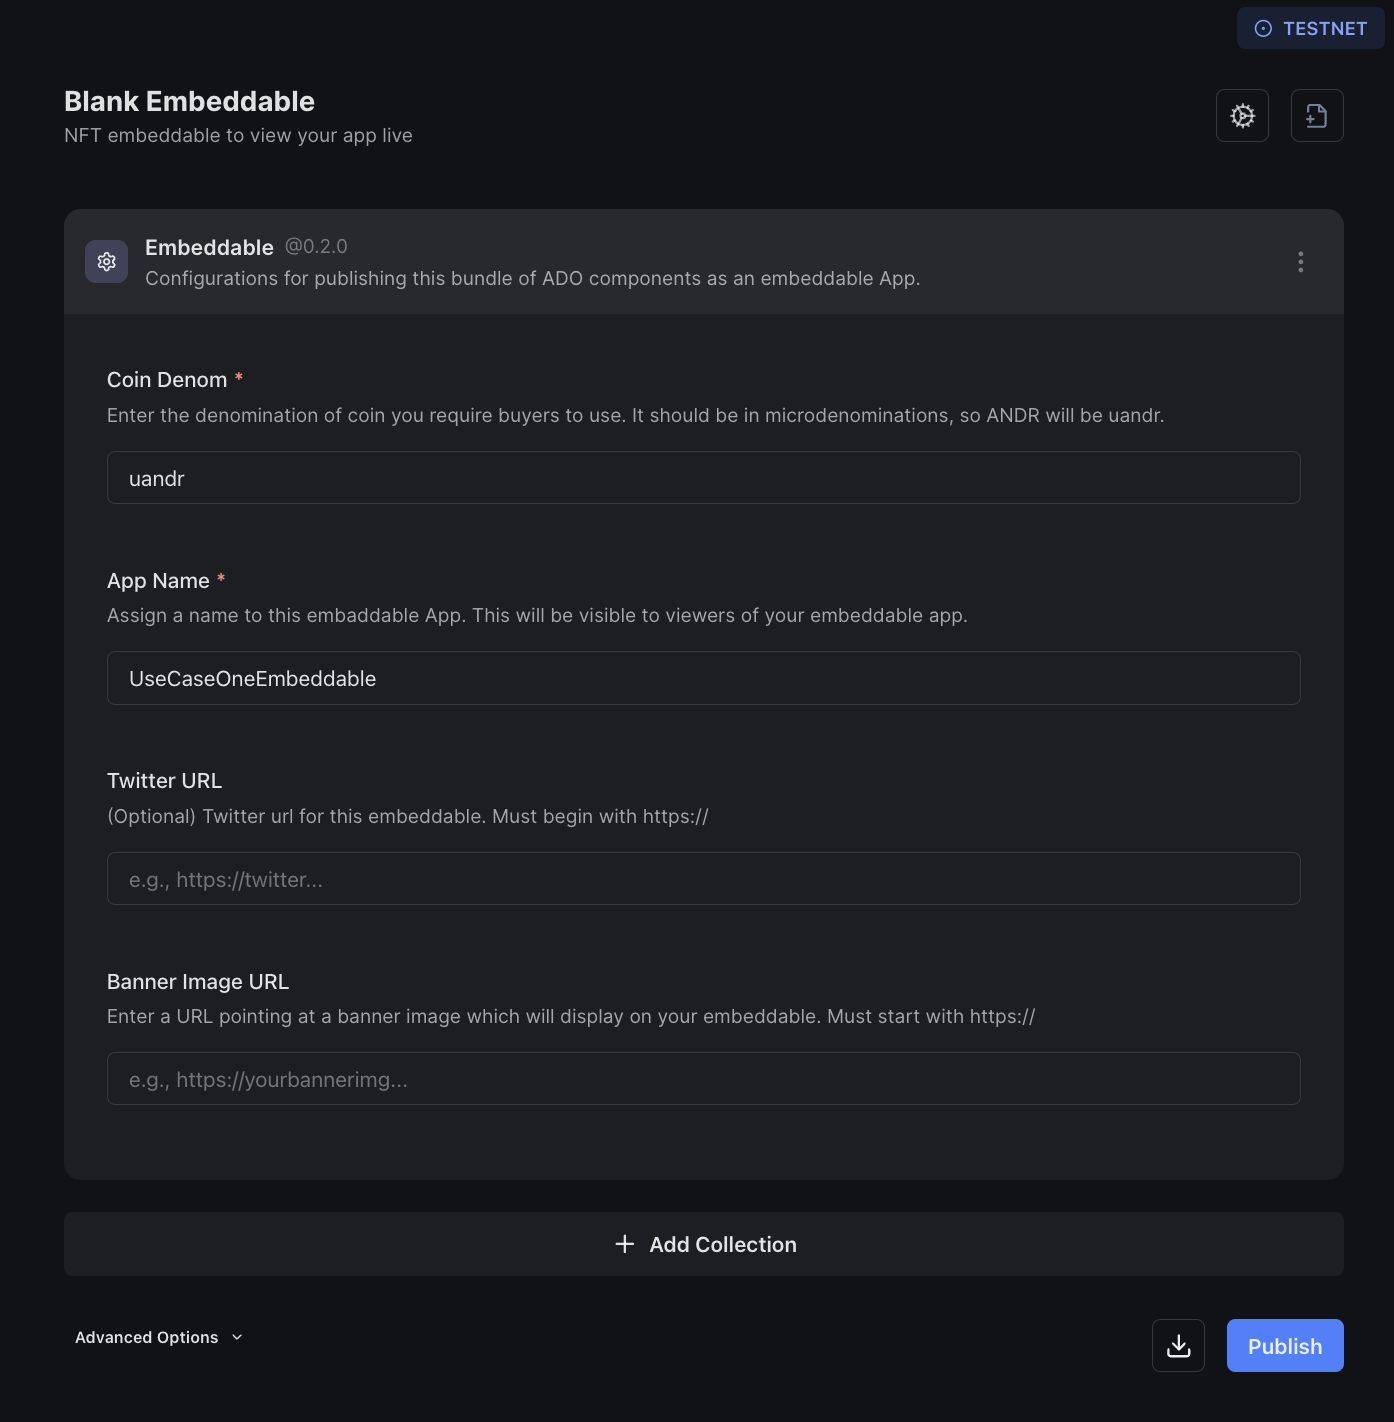 TESTNET
Blank Embeddable
NFT embeddable to view your app live
Embeddable @0.2.0
Configurations for publishing this bundle of ADO components as an embeddable App.
Coin Denom *
Enter the denomination of coin you require buyers to use. It should be in microdenominations, so ANDR will be uandr.
uandr
App Name *
Assign a name to this embaddable App. This will be visible to viewers of your embeddable app.
UseCaseOneEmbeddable
Twitter URL
(Optional) Twitter url for this embeddable. Must begin with https://
e.g., https://twitter...
Banner Image URL
Enter a URL pointing at a banner image which will display on your embeddable. Must start with https://
e.g., https://yourbannerimg...
Add Collection
Advanced Options
Publish